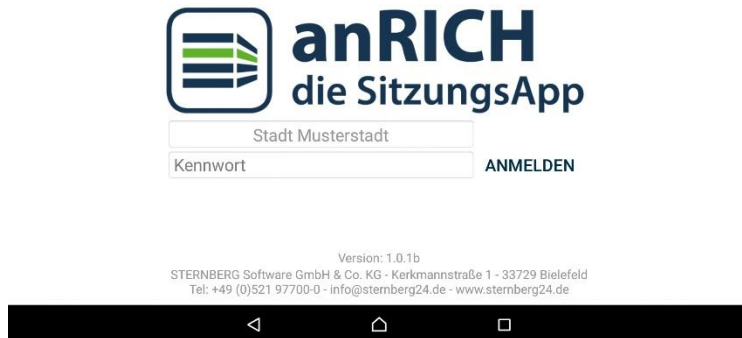 anRICH
die SitzungsApp
Stadt Musterstadt
Kennwort ANMELDEN
Version: 1.0.1b
STERNBERG Software GmbH & Co. KG - Kerkmannstraße 1 - 33729 Bielefeld
Tel: +49 (0)521 97700-0 - info@sternberg24.de - www.sternberg24.de